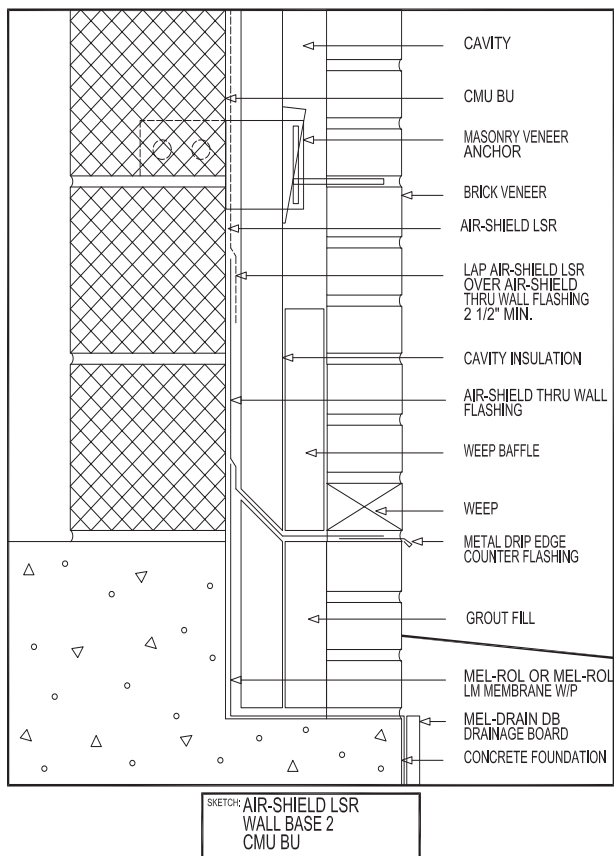 CAVITY
CMU BU
MASONRY VENEER
ANCHOR
BRICK VENEER
AIR-SHIELD LSR
LAP AIR-SHIELD LSR
OVER AIR-SHIELD
THRU WALL FLASHING
2 1/2" MIN.
CAVITY INSULATION
AIR-SHIELD THRU WALL
FLASHING
WEEP BAFFLE
WEEP
METAL DRIP EDGE
COUNTER FLASHING
GROUT FILL
MEL-ROL OR MEL-ROL
LM MEMBRANE W/P
MEL-DRAIN DB
DRAINAGE BOARD
CONCRETE FOUNDATION
SKETCH: AIR-SHIELD LSR
WALL BASE 2
CMU BU